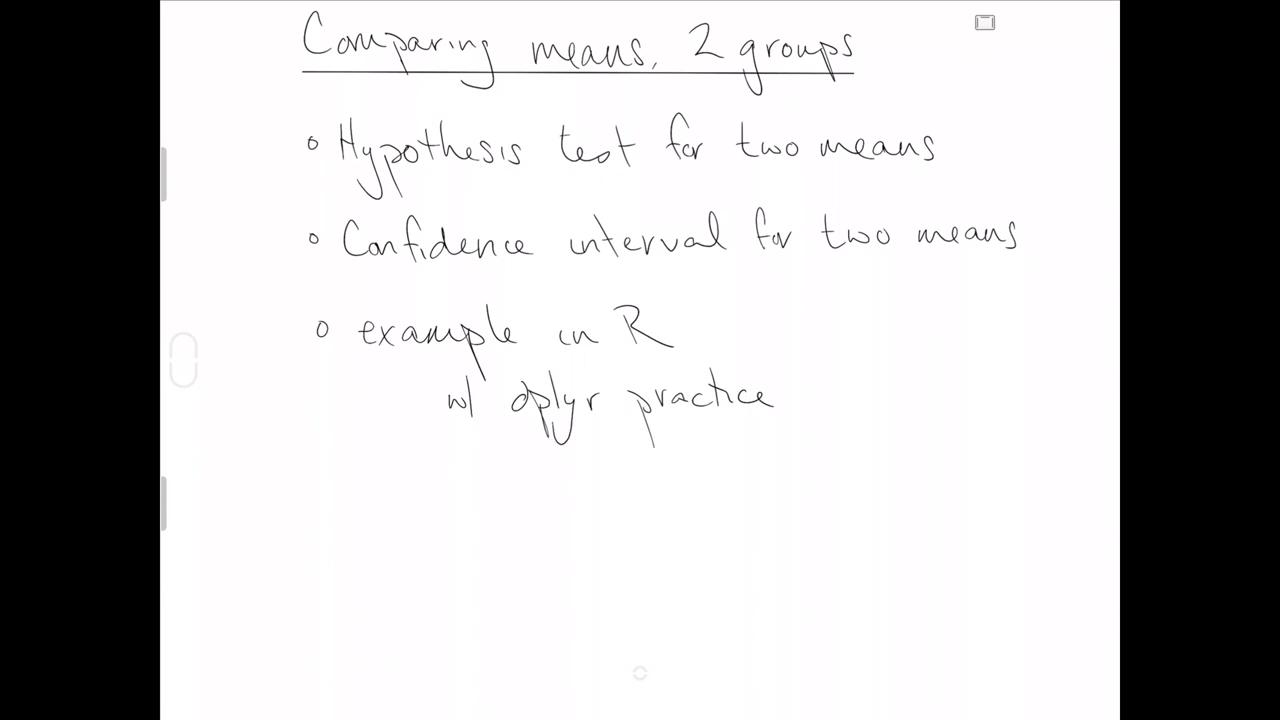 Comparing means, 2 groups
◦ Hypothesis test for two means
◦ Confidence interval for two means
◦ example in R
w/ dplyr practice